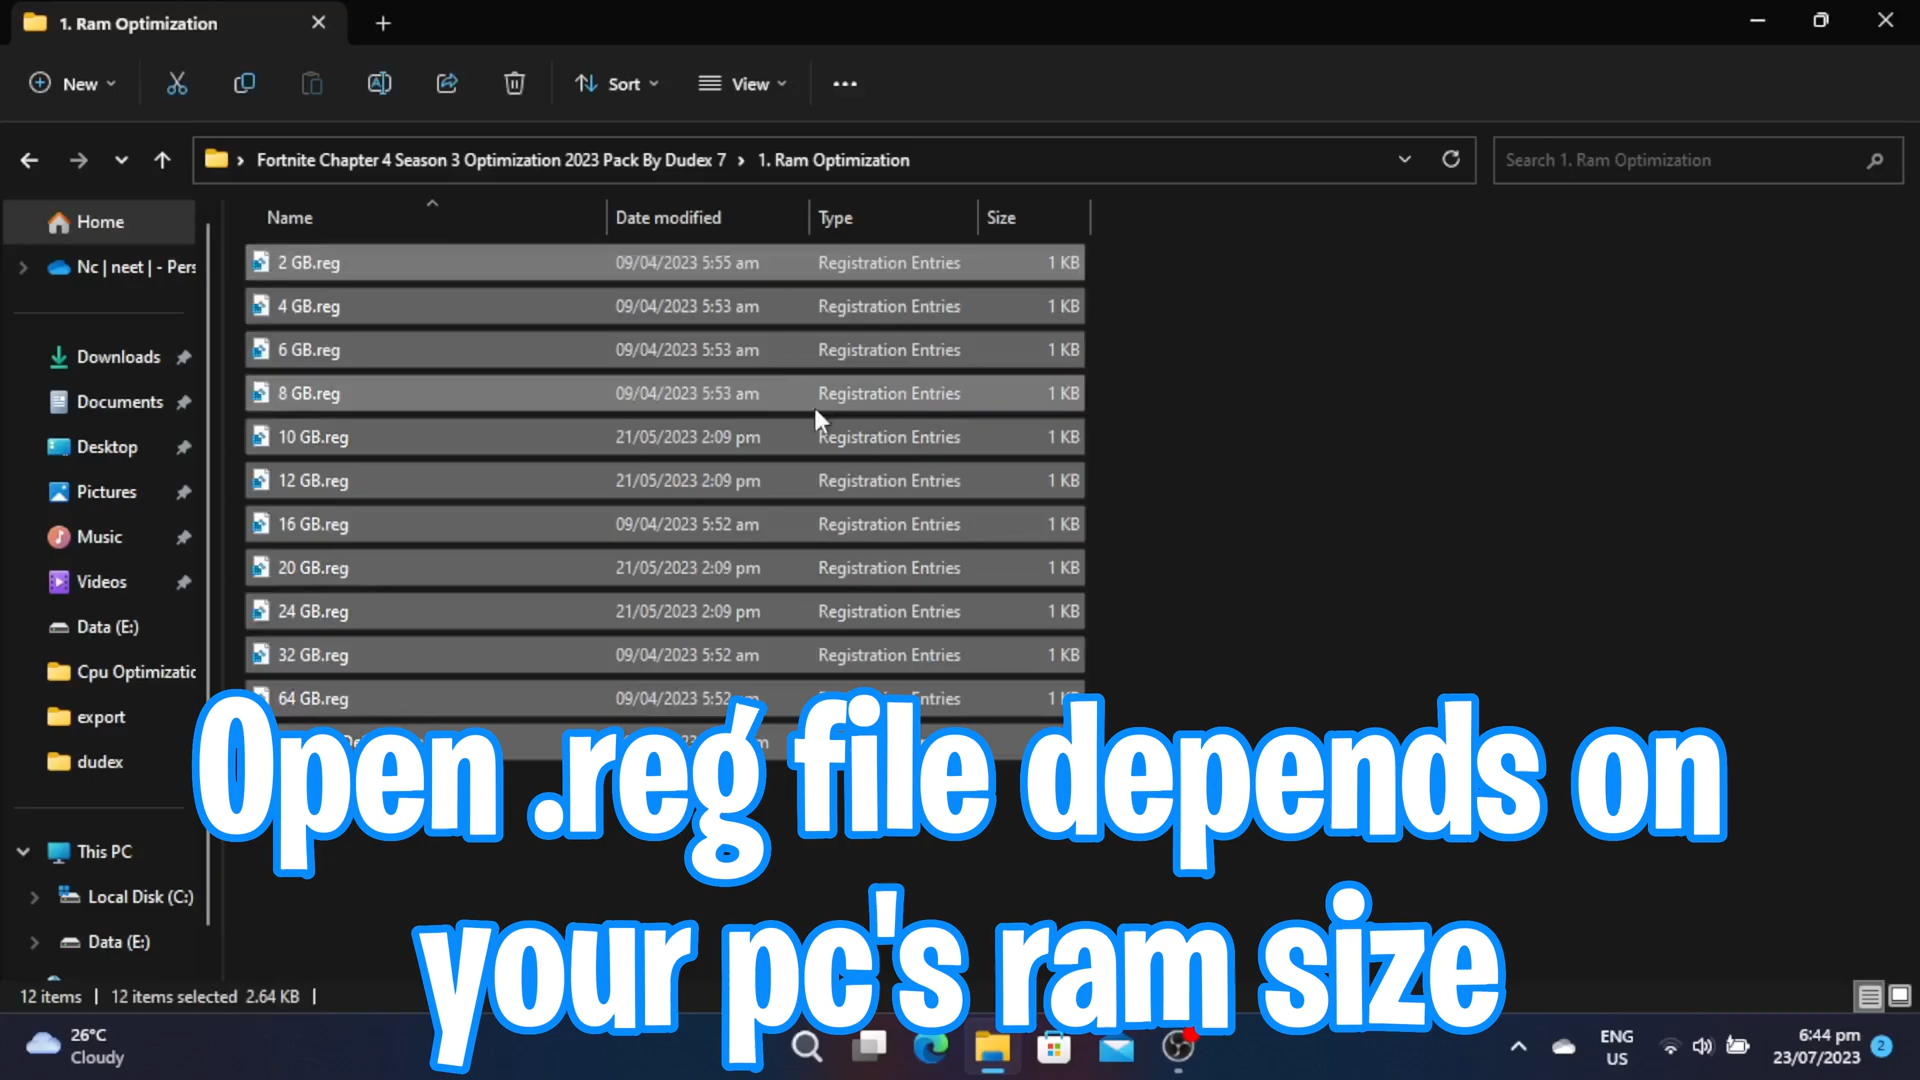 1. Ram Optimization
New
Sort
View
Fortnite Chapter 4 Season 3 Optimization 2023 Pack By Dudex 7 > 1. Ram Optimization
Search 1. Ram Optimization
Name Date modified Type Size
Home
Nc | neet | - Pers
Downloads
Documents
Desktop
Pictures
Music
Videos
Data (E:)
Cpu Optimizatic
export
dudex
This PC
Local Disk (C:)
Data (E:)
2 GB.reg 09/04/2023 5:55 am Registration Entries 1 KB
4 GB.reg 09/04/2023 5:53 am Registration Entries 1 KB
6 GB.reg 09/04/2023 5:53 am Registration Entries 1 KB
8 GB.reg 09/04/2023 5:53 am Registration Entries 1 KB
10 GB.reg 21/05/2023 2:09 pm Registration Entries 1 KB
12 GB.reg 21/05/2023 2:09 pm Registration Entries 1 KB
16 GB.reg 09/04/2023 5:52 am Registration Entries 1 KB
20 GB.reg 21/05/2023 2:09 pm Registration Entries 1 KB
24 GB.reg 21/05/2023 2:09 pm Registration Entries 1 KB
32 GB.reg 09/04/2023 5:52 am Registration Entries 1 KB
64 GB.reg 09/04/2023 5:52
Open .reg file depends on
your pc's ram size
12 items | 12 items selected 2.64 KB |
26°C
Cloudy
ENG
US
6:44 pm
23/07/2023
2